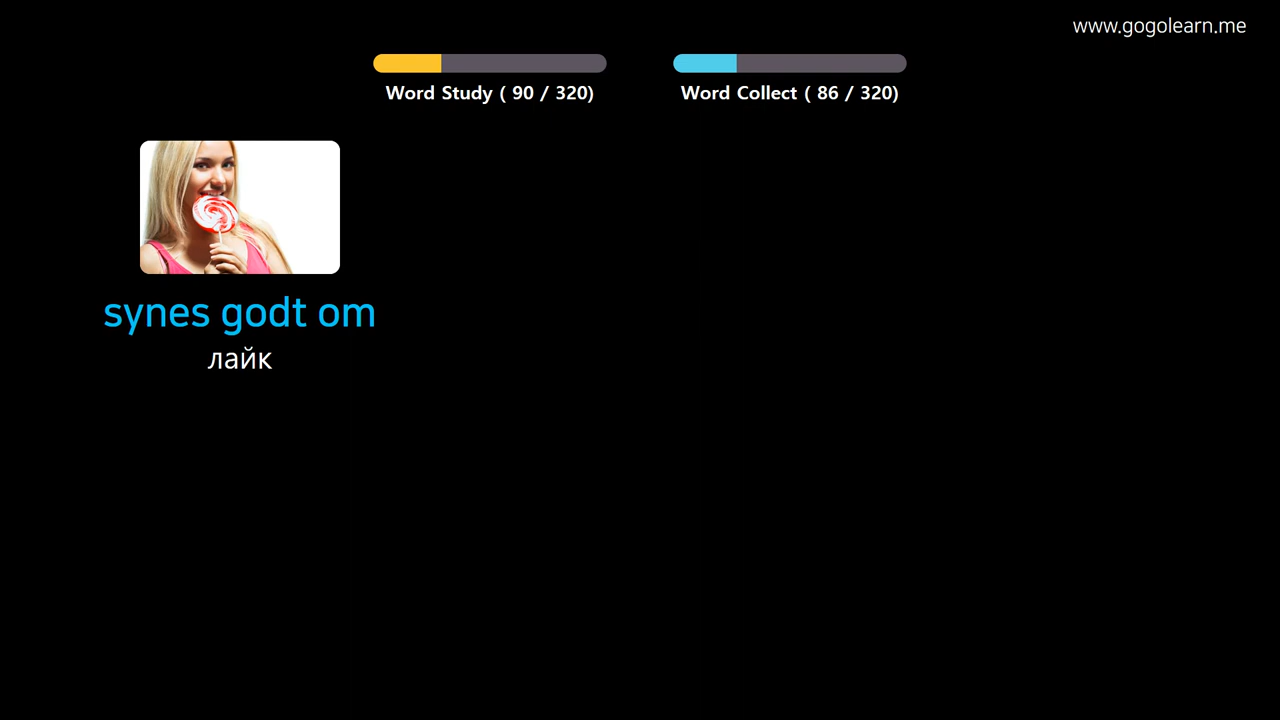 www.gogolearn.me
Word Study ( 90 / 320)
Word Collect ( 86 / 320)
synes godt om
лайк